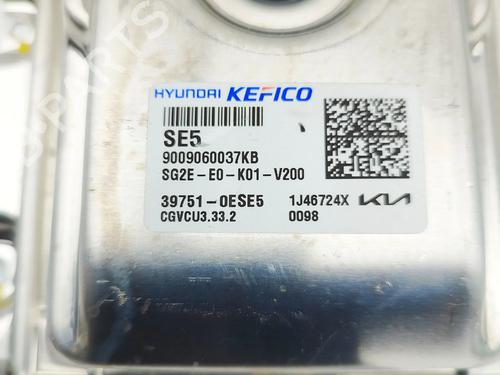 HYUNDAI KEFICO
SE5
9009060037KB
SG2E-E0-K01-V200
39751-0ESE5 1J46724X KIA
CGVCU3.33.2 0098